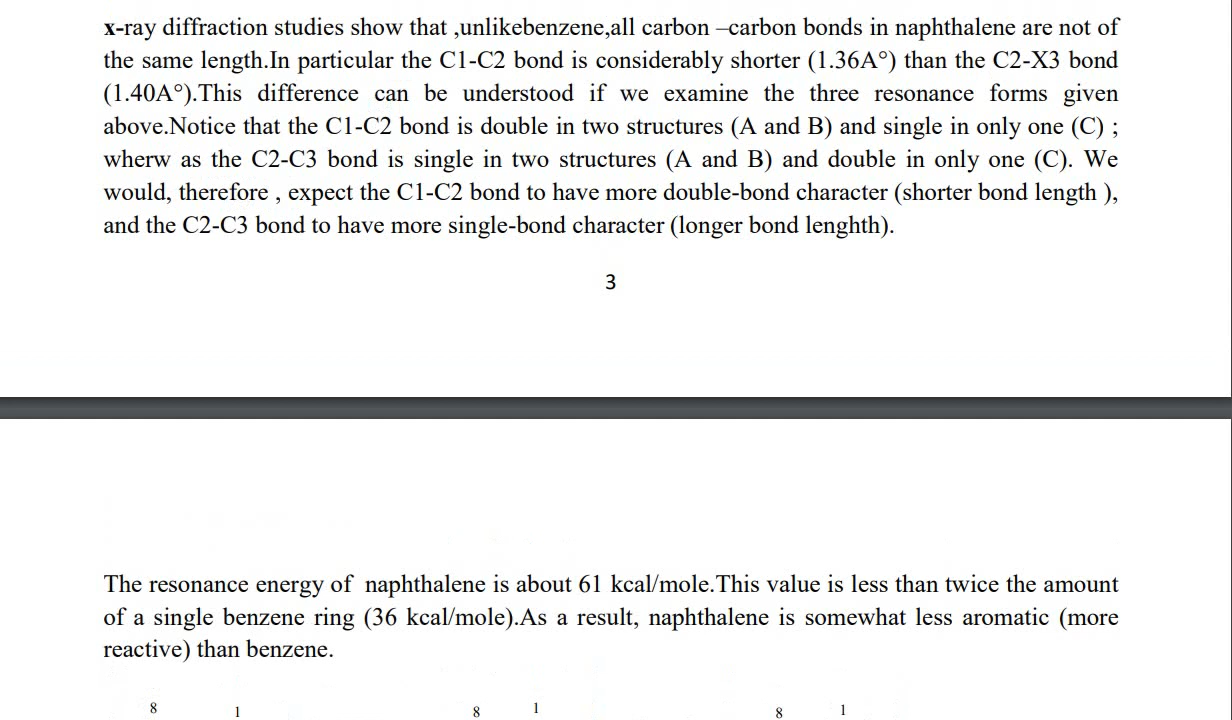 x-ray diffraction studies show that ,unlikebenzene,all carbon –carbon bonds in naphthalene are not of
the same length.In particular the C1-C2 bond is considerably shorter (1.36A°) than the C2-X3 bond
(1.40A°).This difference can be understood if we examine the three resonance forms given
above.Notice that the C1-C2 bond is double in two structures (A and B) and single in only one (C) ;
wherw as the C2-C3 bond is single in two structures (A and B) and double in only one (C). We
would, therefore , expect the C1-C2 bond to have more double-bond character (shorter bond length ),
and the C2-C3 bond to have more single-bond character (longer bond lenghth).
3
The resonance energy of naphthalene is about 61 kcal/mole.This value is less than twice the amount
of a single benzene ring (36 kcal/mole).As a result, naphthalene is somewhat less aromatic (more
reactive) than benzene.
8 1 8 1 8 1